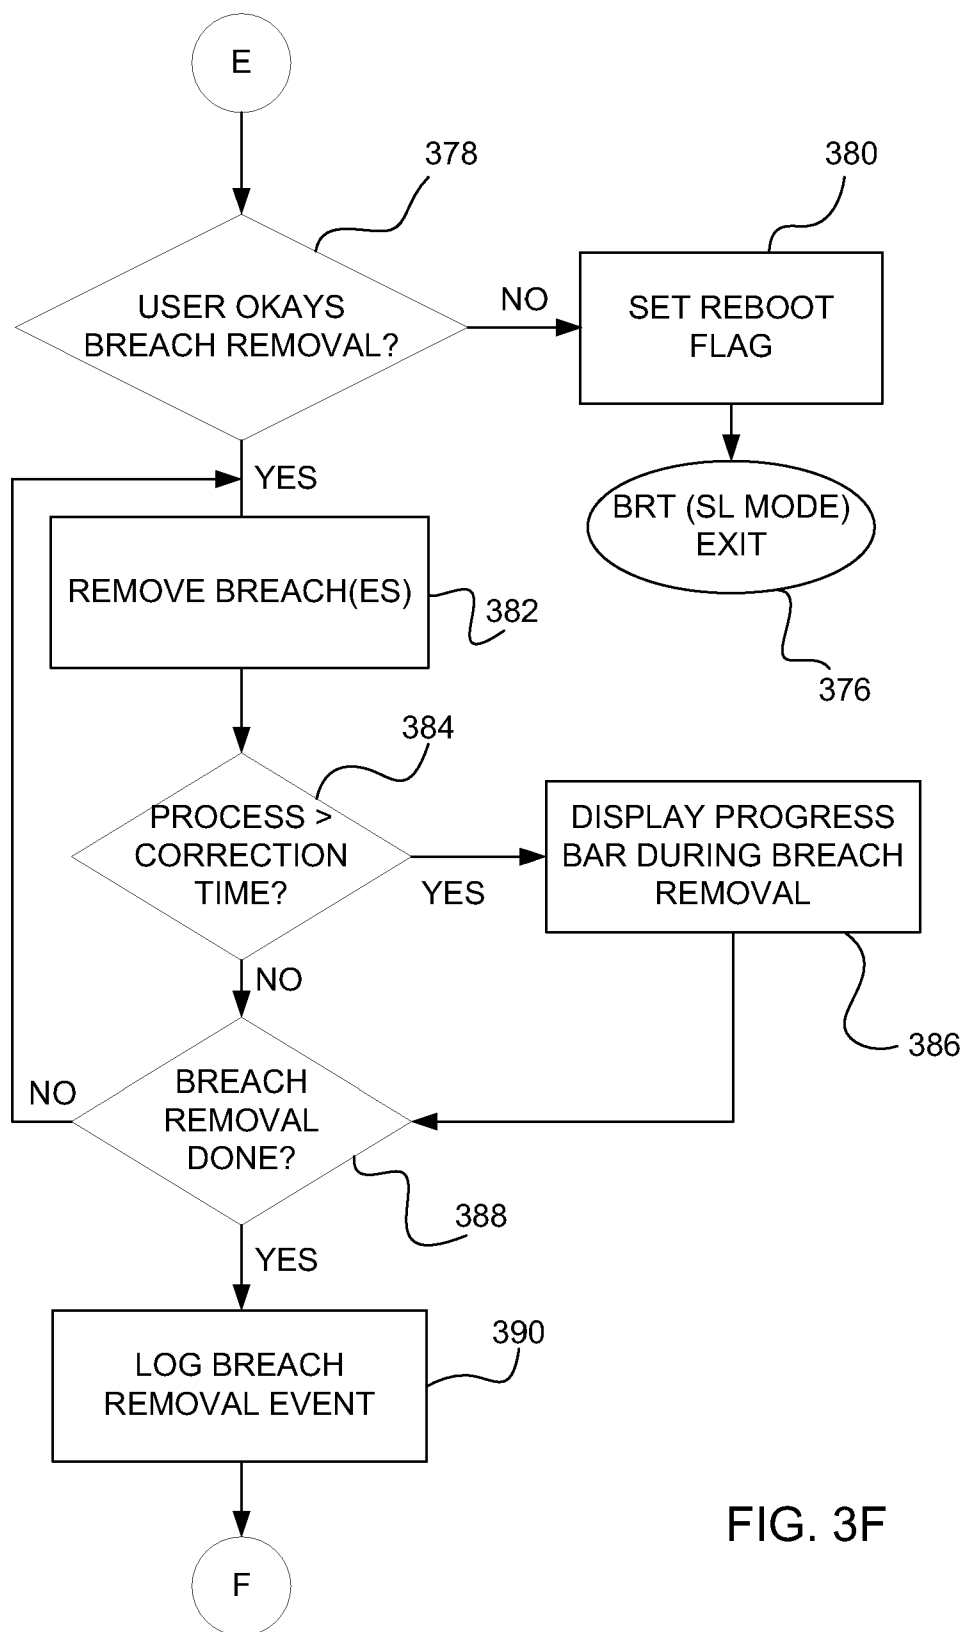 E
378
380
USER OKAYS
BREACH REMOVAL?
NO
SET REBOOT
FLAG
YES
BRT (SL MODE)
EXIT
REMOVE BREACH(ES)
382
376
384
PROCESS >
CORRECTION
TIME?
YES
DISPLAY PROGRESS
BAR DURING BREACH
REMOVAL
NO
386
NO
BREACH
REMOVAL
DONE?
388
YES
390
LOG BREACH
REMOVAL EVENT
FIG. 3F
F